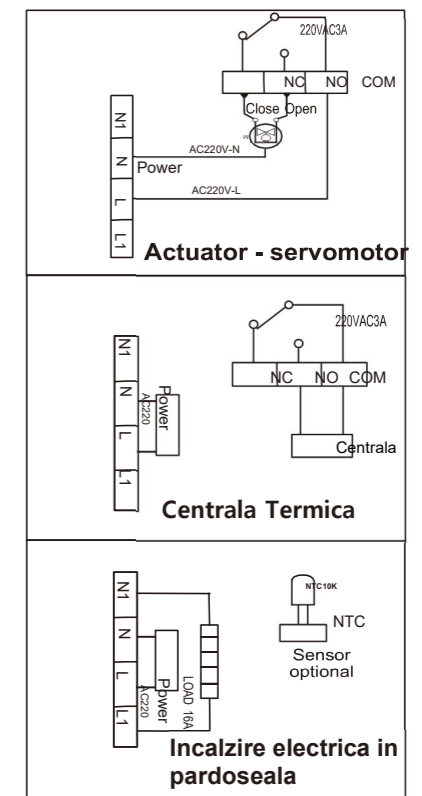 220VAC3A
NC NO COM
Close Open
N1
N
L
L1
AC220V-N
Power
AC220V-L
Actuator - servomotor
220VAC3A
NC NO COM
N1
N
L
L1
Power
AC220
Centrala
Centrala Termica
N1
N
L
L1
Power
AC220
LOAD 16A
NTC10K
NTC
Sensor
optional
Incalzire electrica in
pardoseala